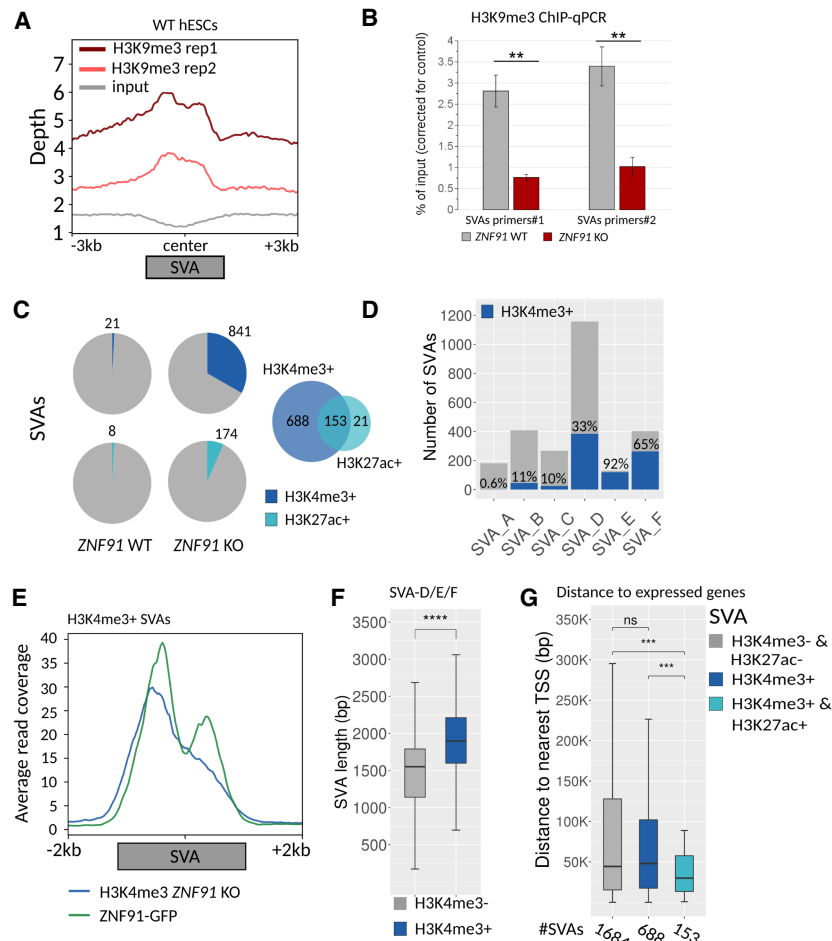 A
WT hESCs
H3K9me3 rep1
H3K9me3 rep2
input
Depth
7
6
5
4
3
2
1
-3kb
center
+3kb
SVA
B
H3K9me3 ChIP-qPCR
% of input (corrected for control)
4
3.5
3
2.5
2
1.5
1
0.5
0
**
**
SVAs primers#1
SVAs primers#2
ZNF91 WT
ZNF91 KO
C
SVAs
21
841
8
174
ZNF91 WT
ZNF91 KO
H3K4me3+
688
153
21
H3K27ac+
H3K4me3+
H3K27ac+
D
H3K4me3+
Number of SVAs
1200
1000
800
600
400
200
0
0.6%
11%
10%
33%
92%
65%
SVA_A
SVA_B
SVA_C
SVA_D
SVA_E
SVA_F
E
H3K4me3+ SVAs
Average read coverage
40
35
30
25
20
15
10
5
0
-2kb
SVA
+2kb
H3K4me3 ZNF91 KO
ZNF91-GFP
F
SVA-D/E/F
SVA length (bp)
3500
3000
2500
2000
1500
1000
500
****
H3K4me3-
H3K4me3+
G
Distance to expressed genes
Distance to nearest TSS (bp)
350K
300K
250K
200K
150K
100K
50K
ns
***
***
#SVAs
1684
688
153
SVA
H3K4me3- &
H3K27ac-
H3K4me3+
H3K4me3+ &
H3K27ac+